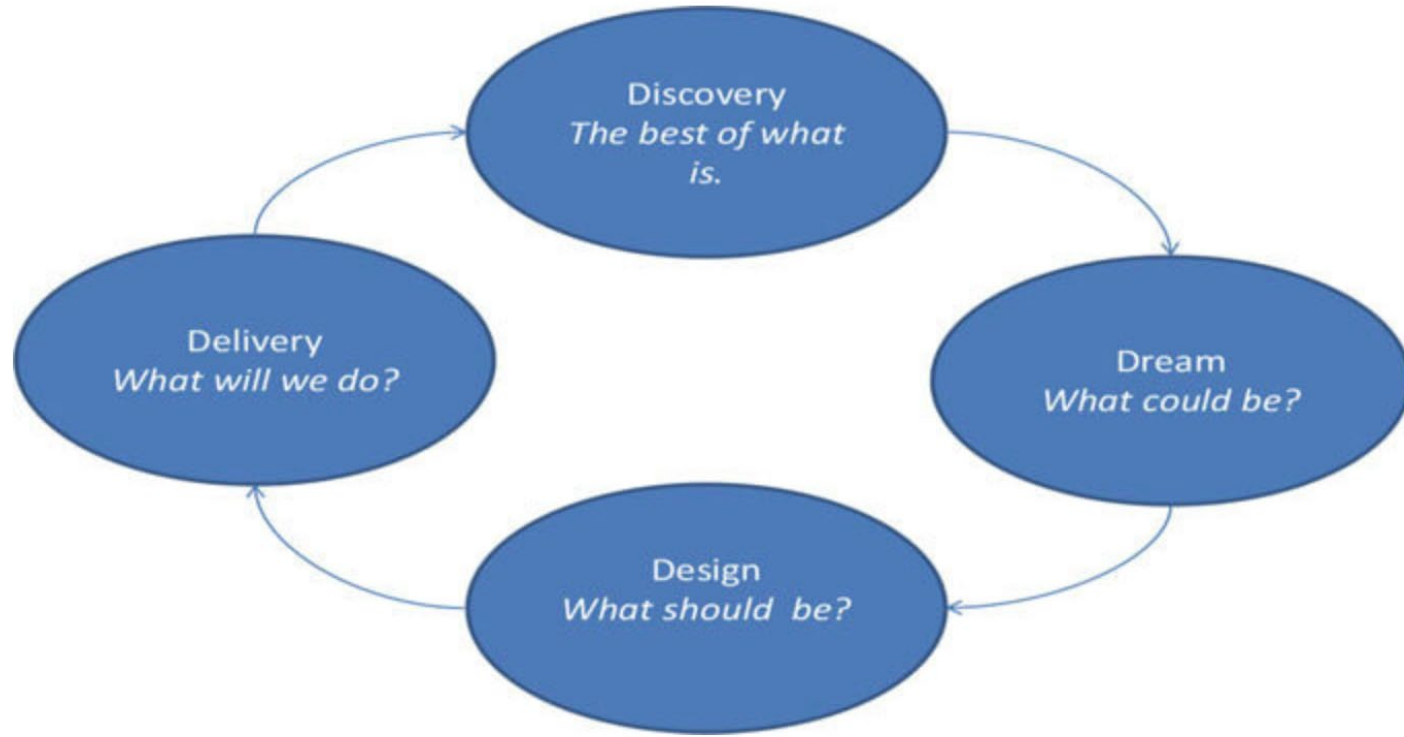 Discovery
The best of what
is.
Dream
What could be?
Design
What should  be?
Delivery
What will we do?